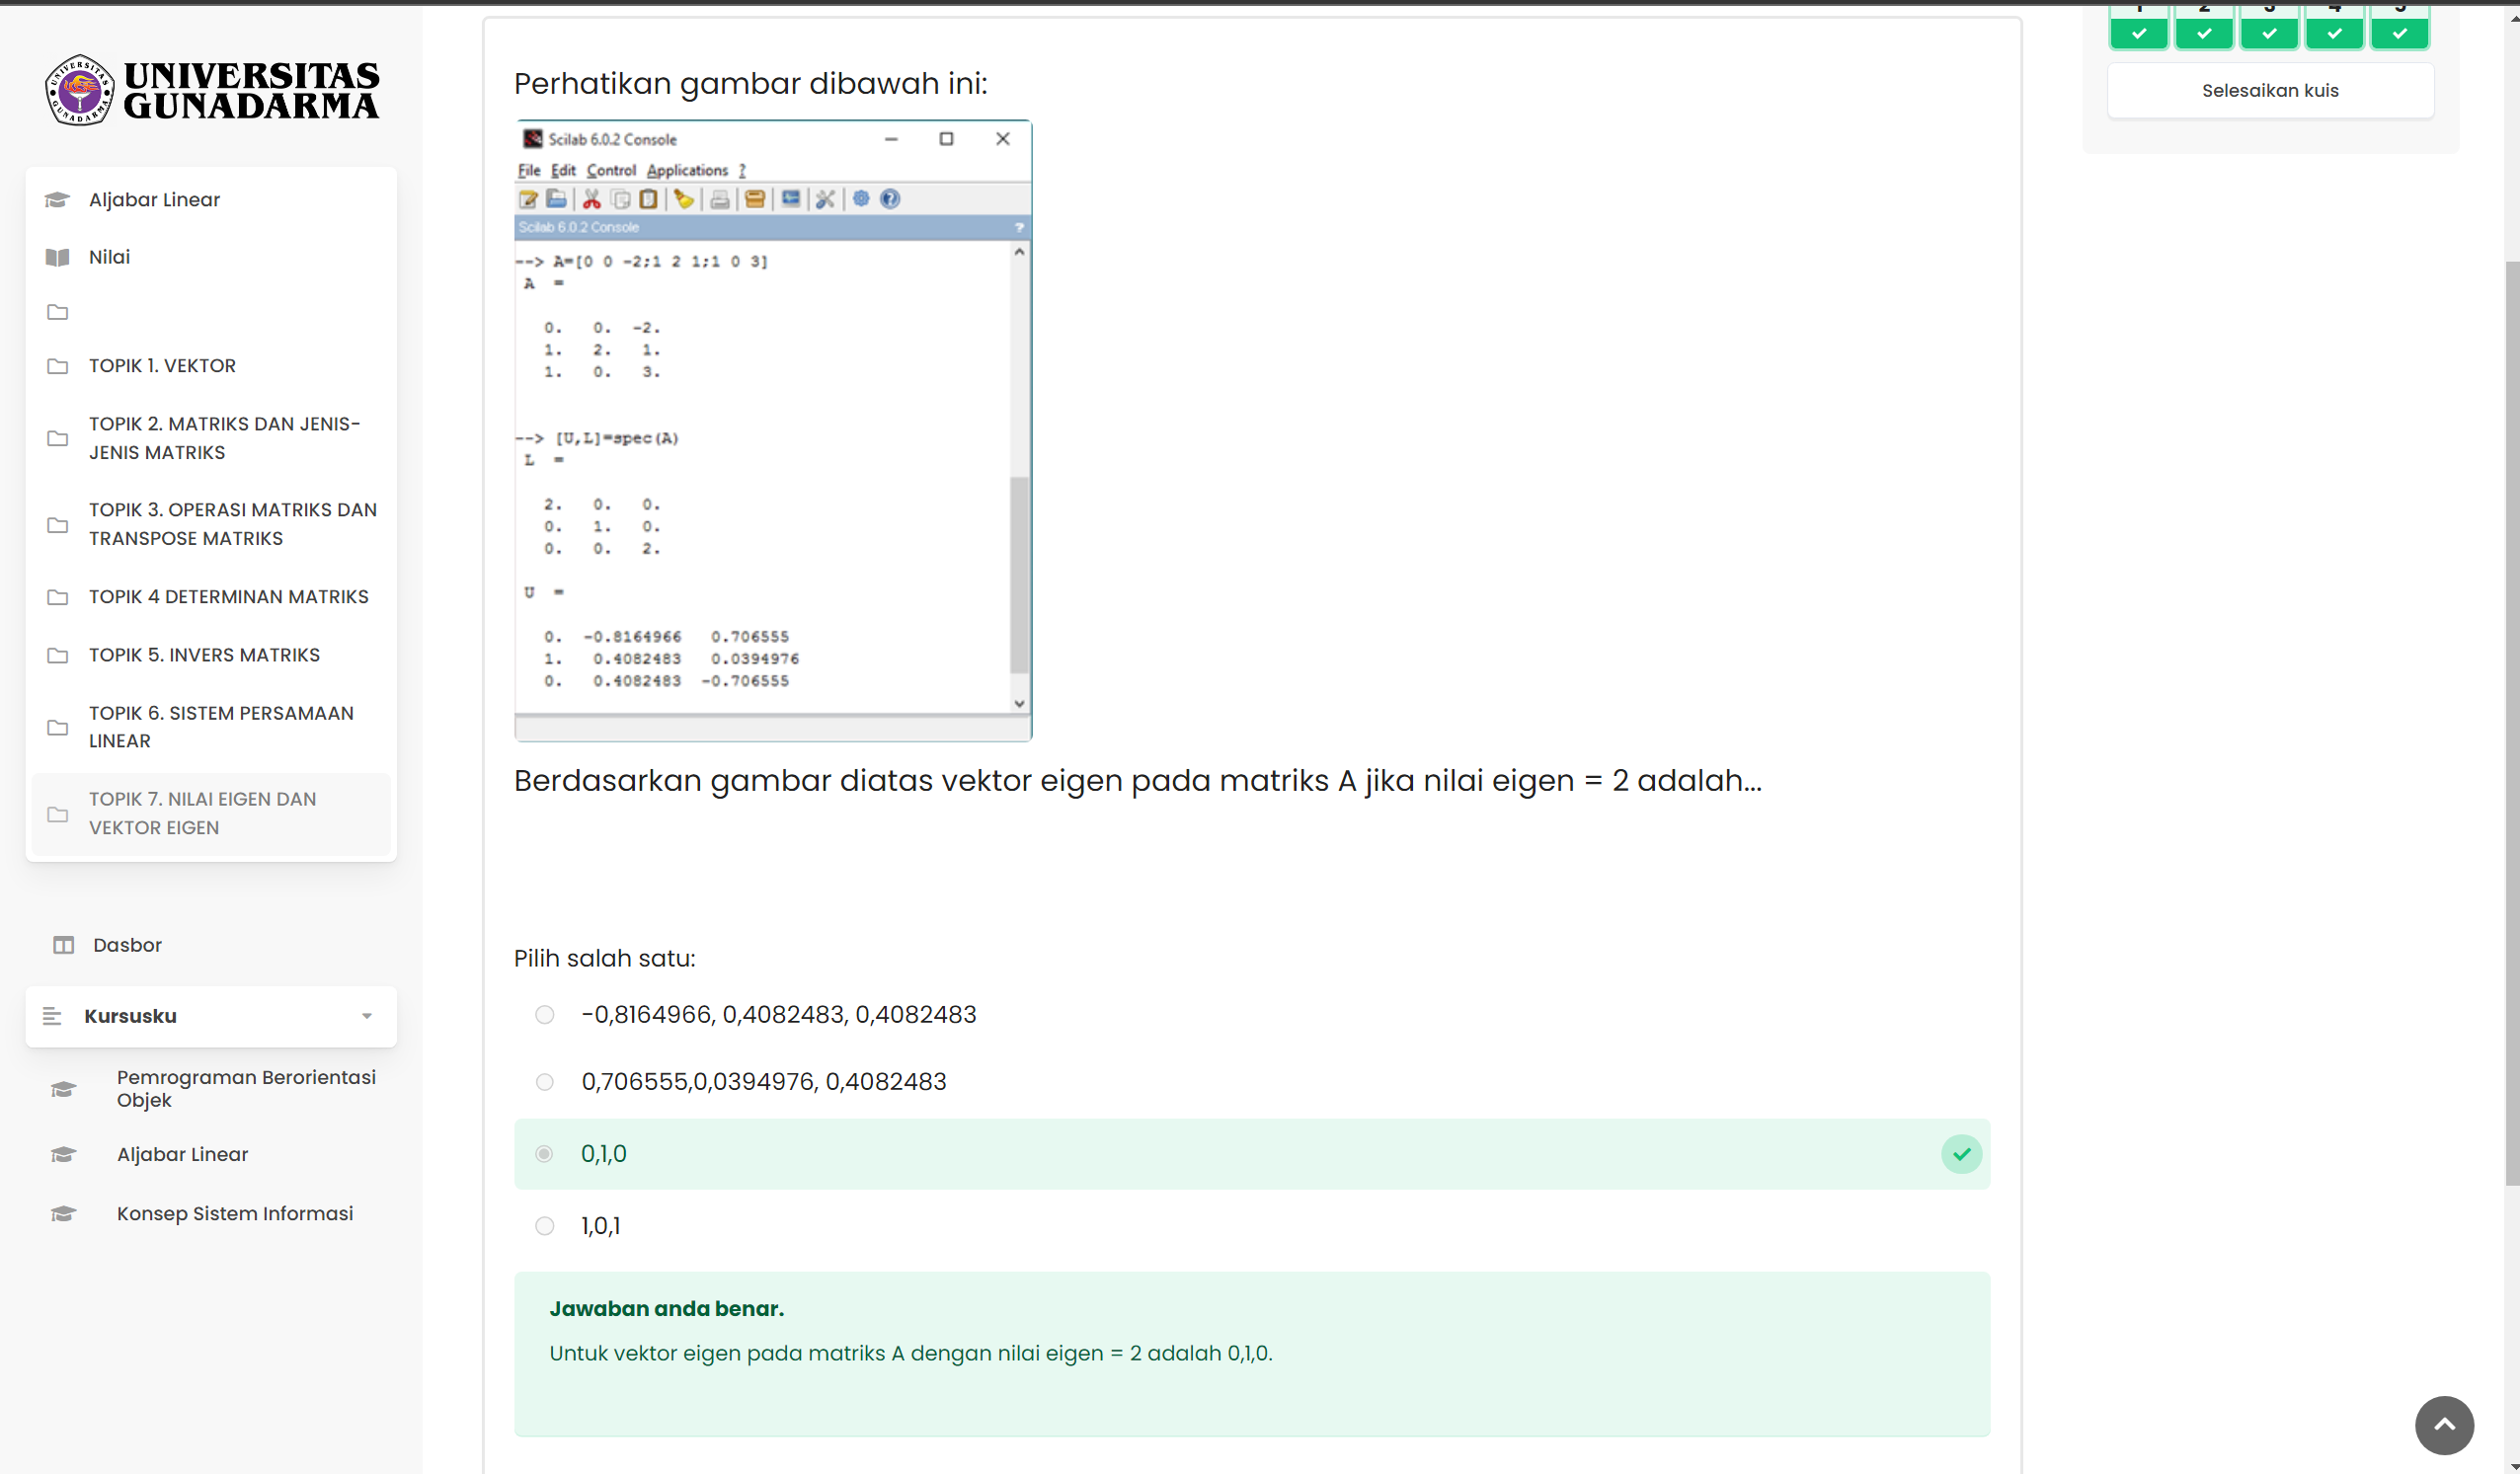 UNIVERSITAS
GUNADARMA
Aljabar Linear
Nilai
TOPIK 1. VEKTOR
TOPIK 2. MATRIKS DAN JENIS-
JENIS MATRIKS
TOPIK 3. OPERASI MATRIKS DAN
TRANSPOSE MATRIKS
TOPIK 4 DETERMINAN MATRIKS
TOPIK 5. INVERS MATRIKS
TOPIK 6. SISTEM PERSAMAAN
LINEAR
TOPIK 7. NILAI EIGEN DAN
VEKTOR EIGEN
Dasbor
Kursusku
Pemrograman Berorientasi
Objek
Aljabar Linear
Konsep Sistem Informasi
Perhatikan gambar dibawah ini:
Scilab 6.0.2 Console
File Edit Control Applications ?
Scilab 6.0.2 Console ?
--> A=[0 0 -2;1 2 1;1 0 3]
A =
0. 0. -2.
1. 2. 1.
1. 0. 3.
--> [U,L]=spec(A)
L =
2. 0. 0.
0. 1. 0.
0. 0. 2.
U =
0. -0.8164966 0.706555
1. 0.4082483 0.0394976
0. 0.4082483 -0.706555
Berdasarkan gambar diatas vektor eigen pada matriks A jika nilai eigen = 2 adalah...
Pilih salah satu:
-0,8164966, 0,4082483, 0,4082483
0,706555,0,0394976, 0,4082483
0,1,0
1,0,1
Jawaban anda benar.
Untuk vektor eigen pada matriks A dengan nilai eigen = 2 adalah 0,1,0.
Selesaikan kuis